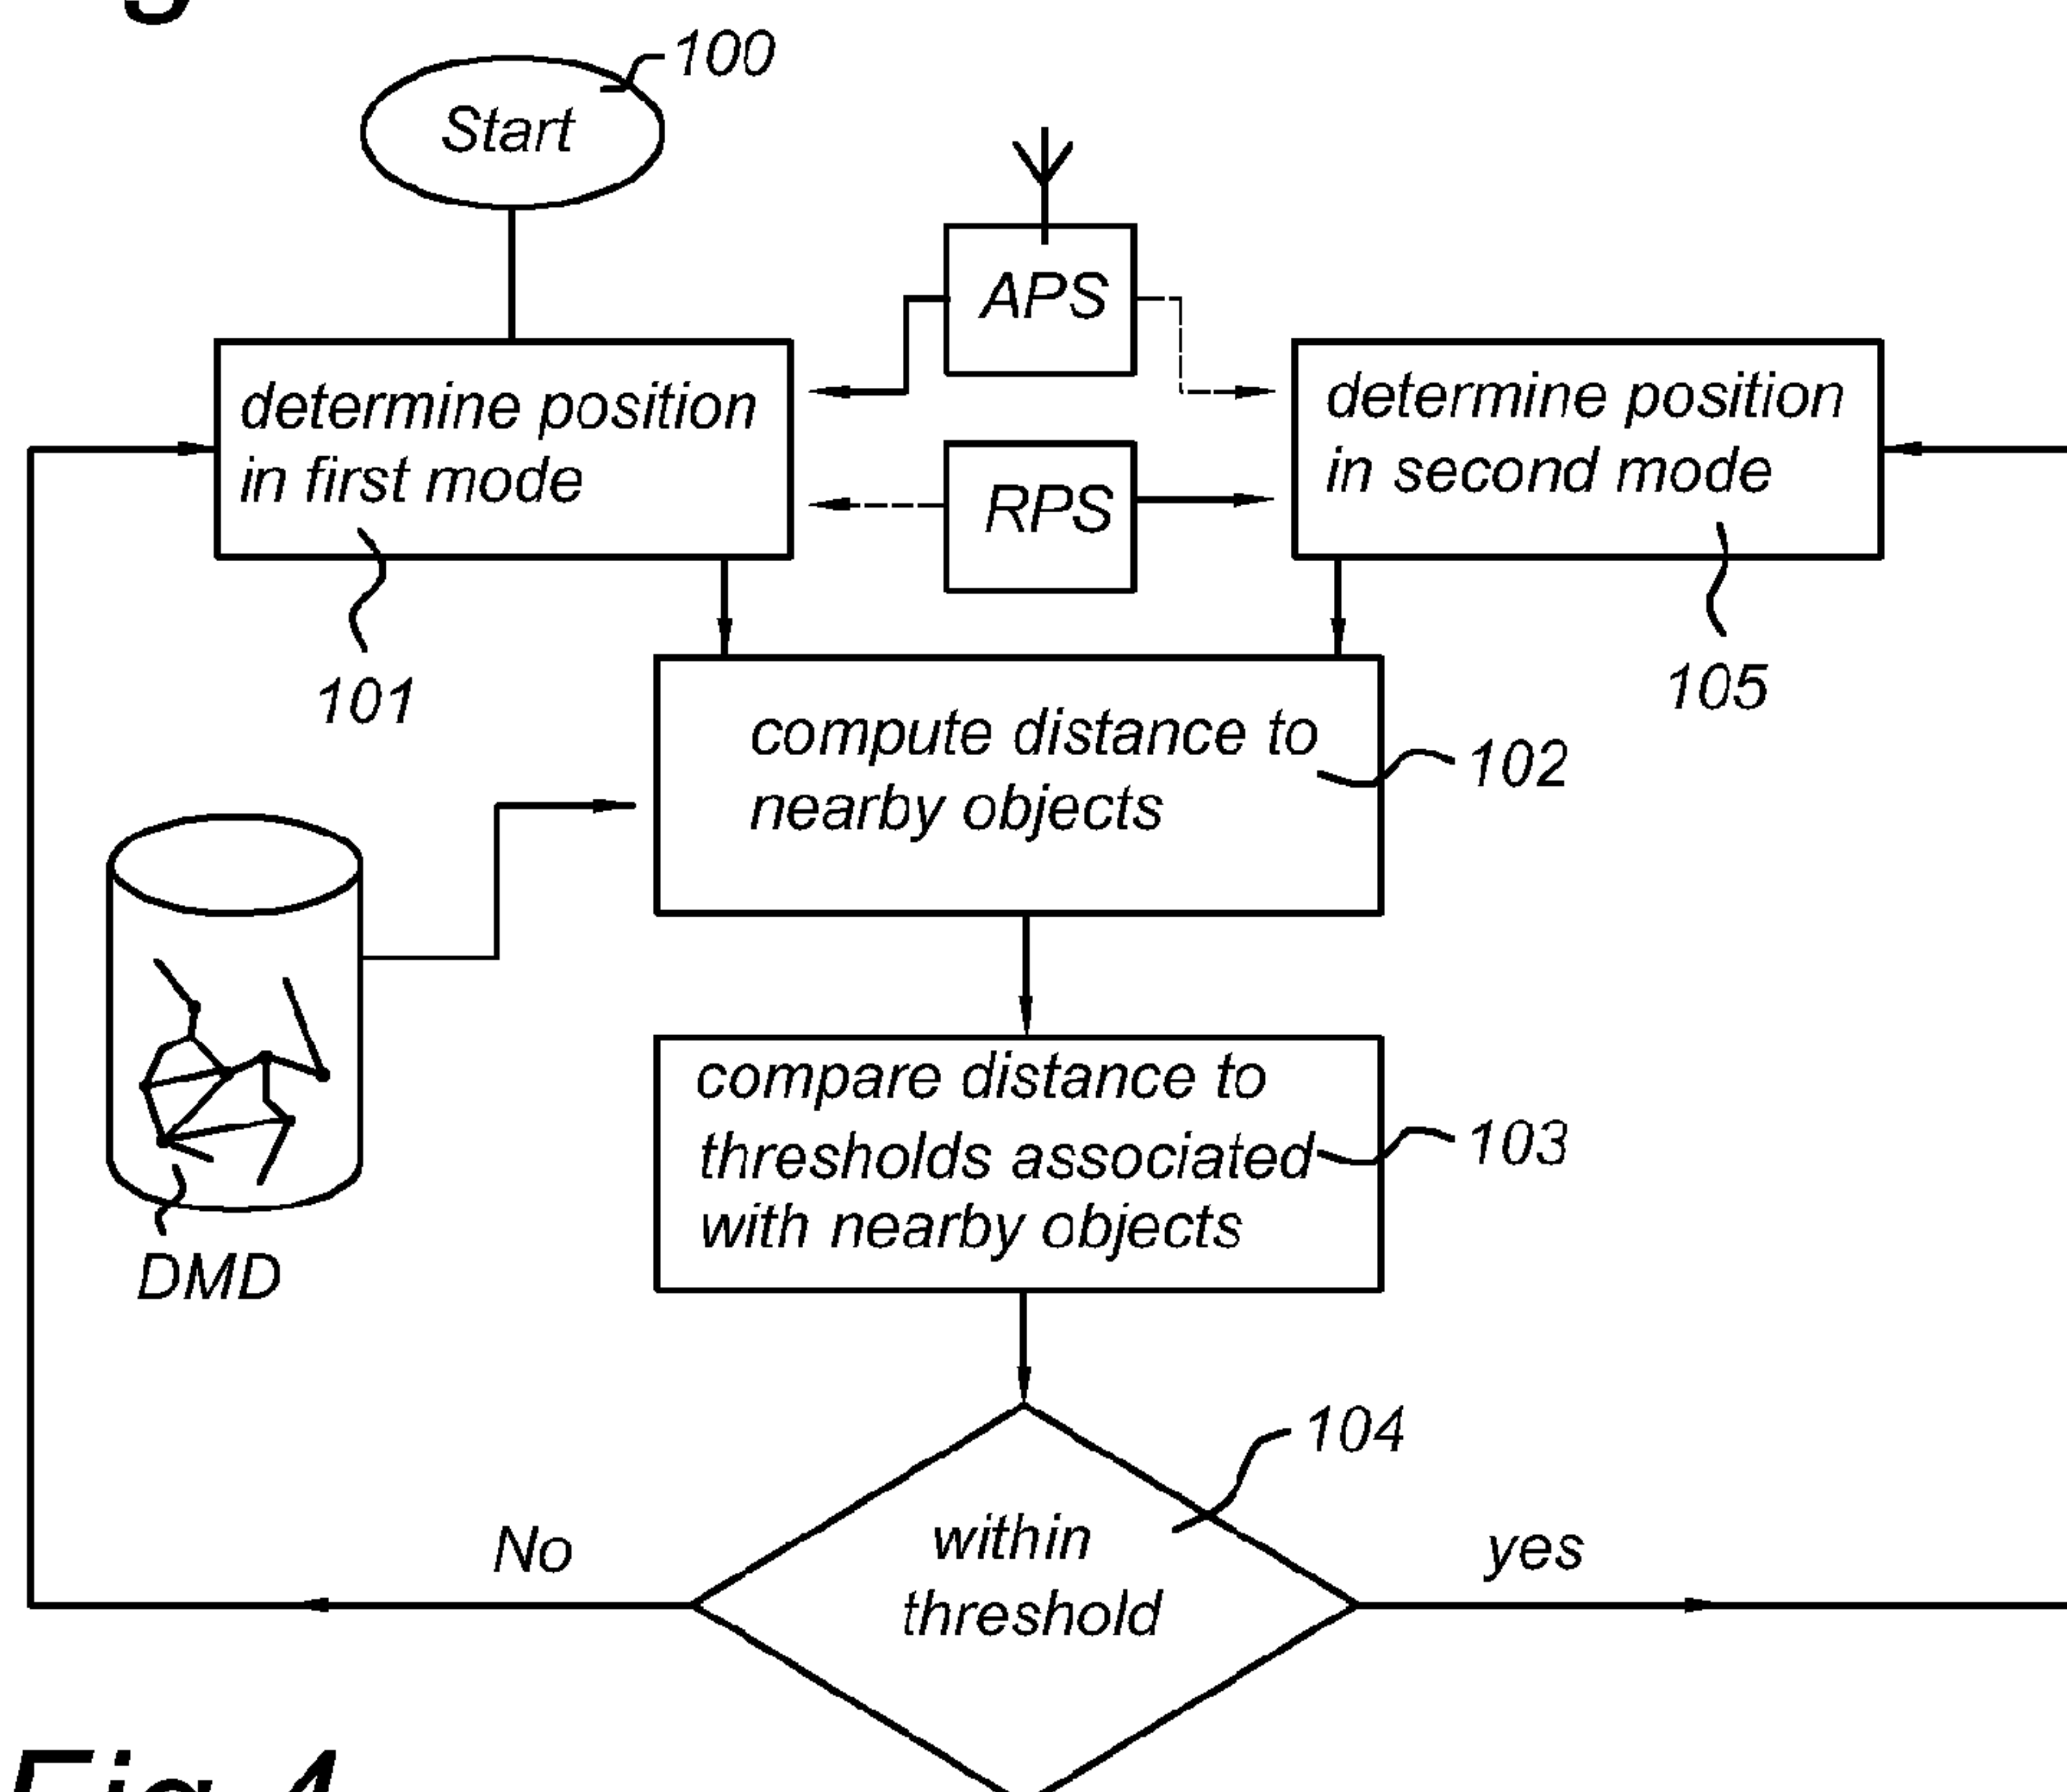 100
Start
APS
determine position
in first mode
determine position
in second mode
RPS
101
105
compute distance to
nearby objects
102
compare distance to
thresholds associated
with nearby objects
103
DMD
104
No
within
threshold
yes